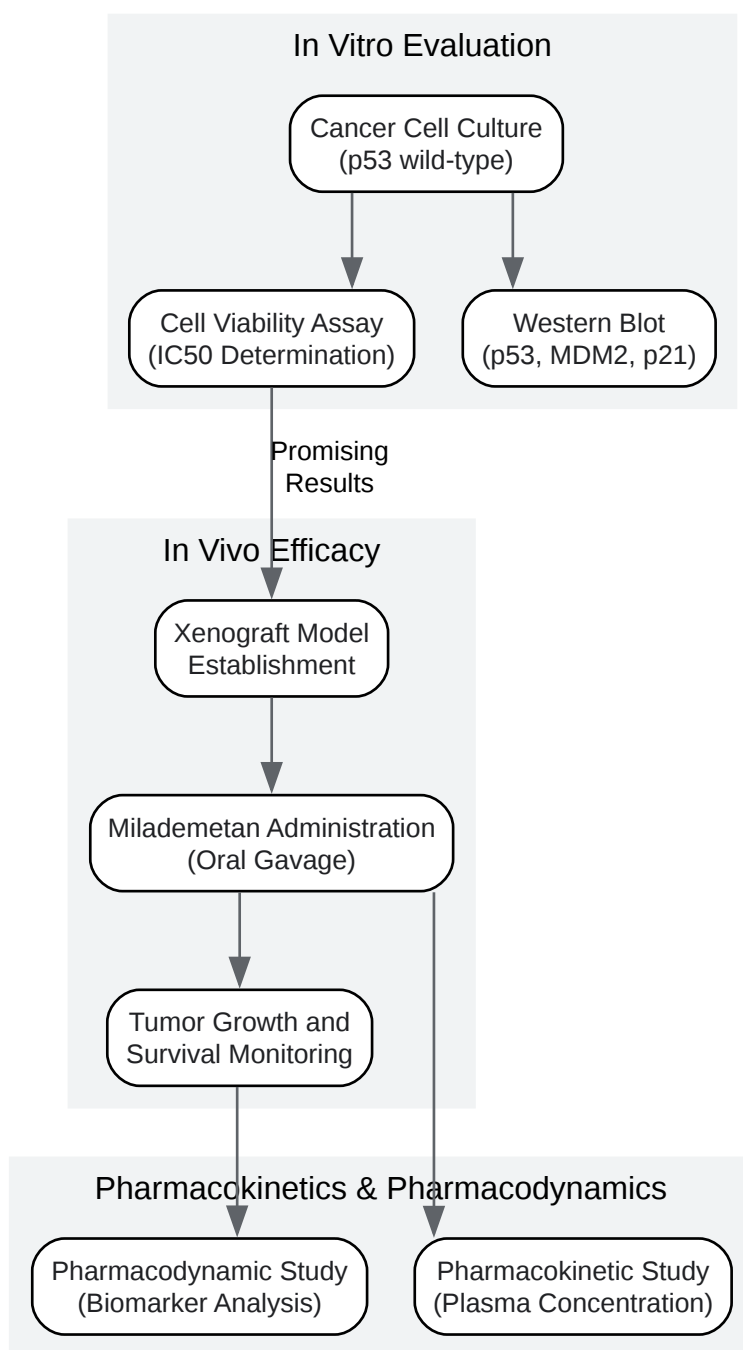 In Vitro Evaluation
Cancer Cell Culture
(p53 wild-type)
Cell Viability Assay
(IC50 Determination)
Western Blot
(p53, MDM2, p21)
Promising
Results
In Vivo Efficacy
Xenograft Model
Establishment
Milademetan Administration
(Oral Gavage)
Tumor Growth and
Survival Monitoring
Pharmacokinetics & Pharmacodynamics
Pharmacodynamic Study
(Biomarker Analysis)
Pharmacokinetic Study
(Plasma Concentration)